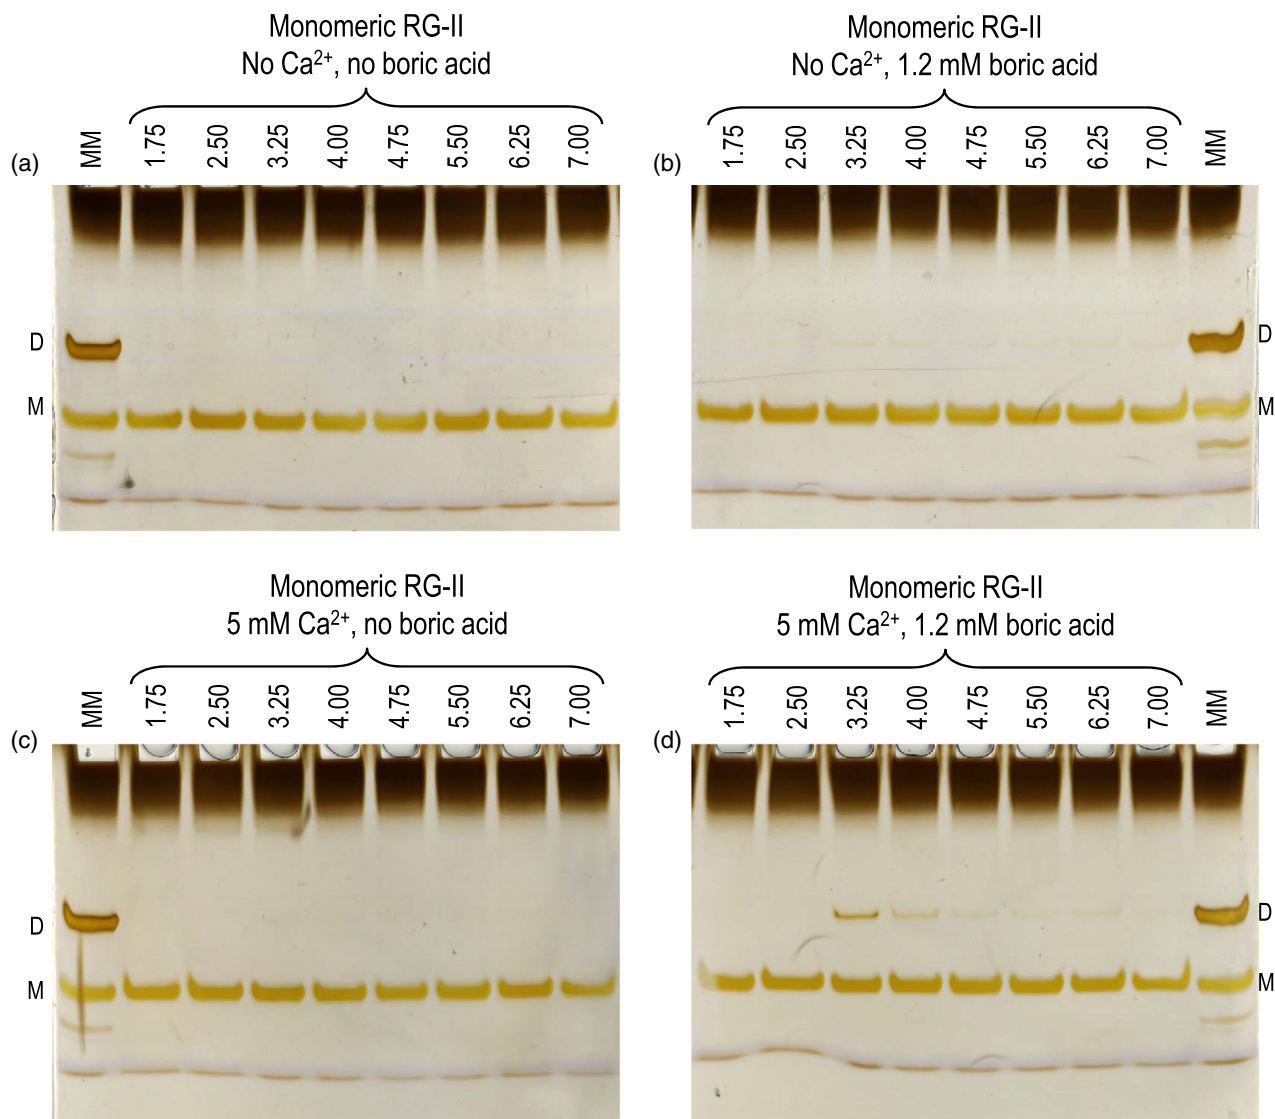 Monomeric RG-II
No Ca²⁺, no boric acid
MM 1.75 2.50 3.25 4.00 4.75 5.50 6.25 7.00
(a)
D
M
Monomeric RG-II
No Ca²⁺, 1.2 mM boric acid
1.75 2.50 3.25 4.00 4.75 5.50 6.25 7.00 MM
(b)
D
M
Monomeric RG-II
5 mM Ca²⁺, no boric acid
MM 1.75 2.50 3.25 4.00 4.75 5.50 6.25 7.00
(c)
D
M
Monomeric RG-II
5 mM Ca²⁺, 1.2 mM boric acid
1.75 2.50 3.25 4.00 4.75 5.50 6.25 7.00 MM
(d)
D
M